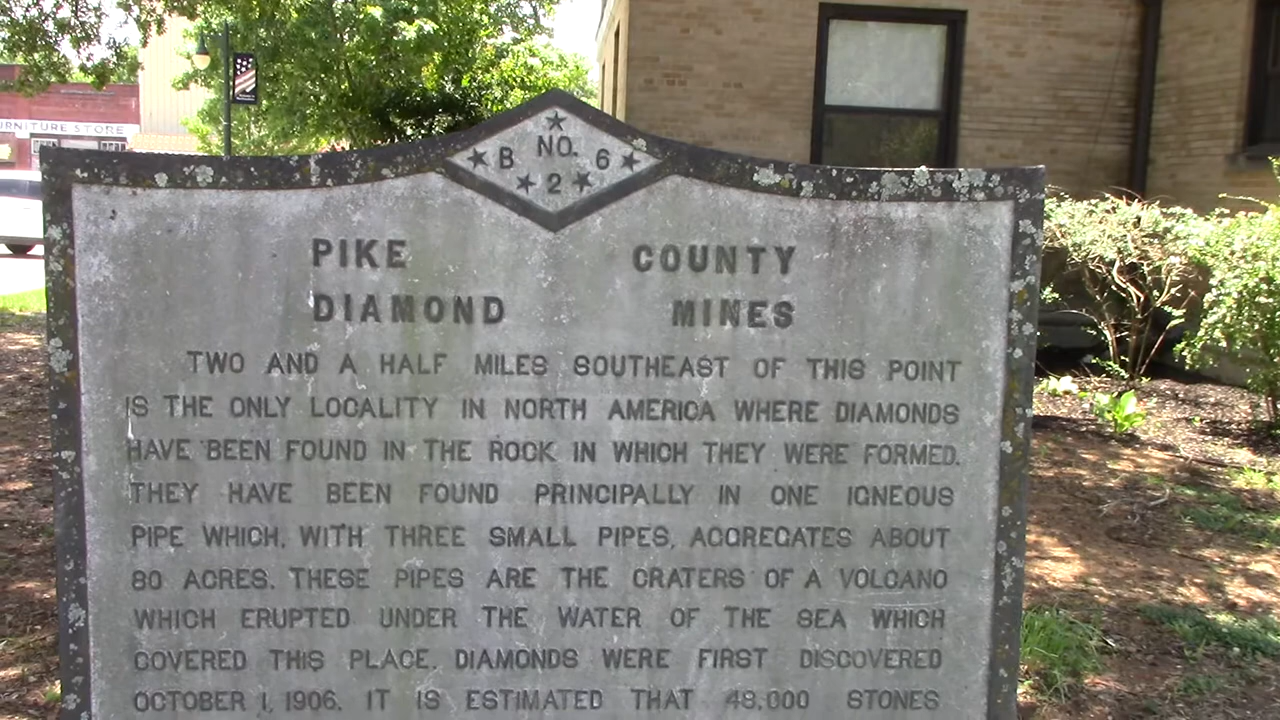 URNITURE STORE
NO.
B 6
2
PIKE COUNTY
DIAMOND MINES
TWO AND A HALF MILES SOUTHEAST OF THIS POINT
IS THE ONLY LOCALITY IN NORTH AMERICA WHERE DIAMONDS
HAVE BEEN FOUND IN THE ROCK IN WHICH THEY WERE FORMED.
THEY HAVE BEEN FOUND PRINCIPALLY IN ONE IGNEOUS
PIPE WHICH, WITH THREE SMALL PIPES, AGGREGATES ABOUT
80 ACRES. THESE PIPES ARE THE CRATERS OF A VOLCANO
WHICH ERUPTED UNDER THE WATER OF THE SEA WHICH
COVERED THIS PLACE. DIAMONDS WERE FIRST DISCOVERED
OCTOBER 1, 1906. IT IS ESTIMATED THAT 48,000 STONES